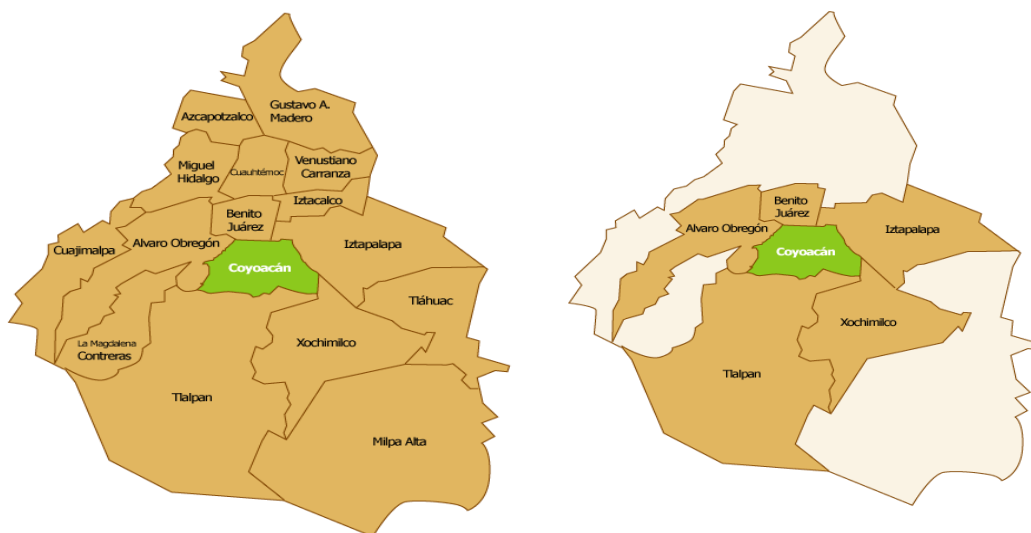 Gustavo A.
Madero
Azcapotzalco
Miguel
Hidalgo
Cuauhtémoc
Venustiano
Carranza
Iztacalco
Benito
Juárez
Cuajimalpa
Alvaro Obregón
Iztapalapa
Coyoacán
Tláhuac
La Magdalena
Contreras
Xochimilco
Tlalpan
Milpa Alta
Benito
Juárez
Alvaro Obregón
Iztapalapa
Coyoacán
Xochimilco
Tlalpan